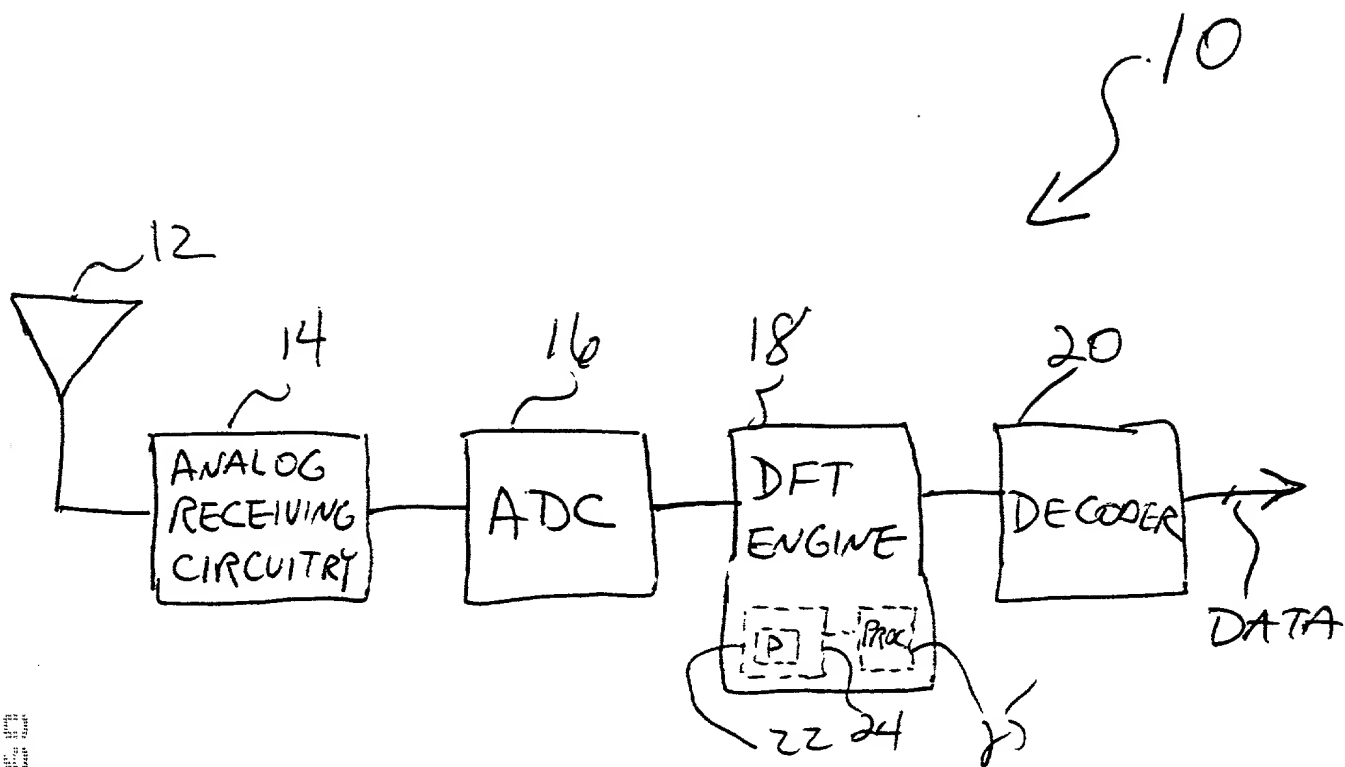 10
12
14
16
18
20
ANALOG
RECEIVING
CIRCUITRY
ADC
DFT
ENGINE
DECODER
DATA
P
PROC
22
24